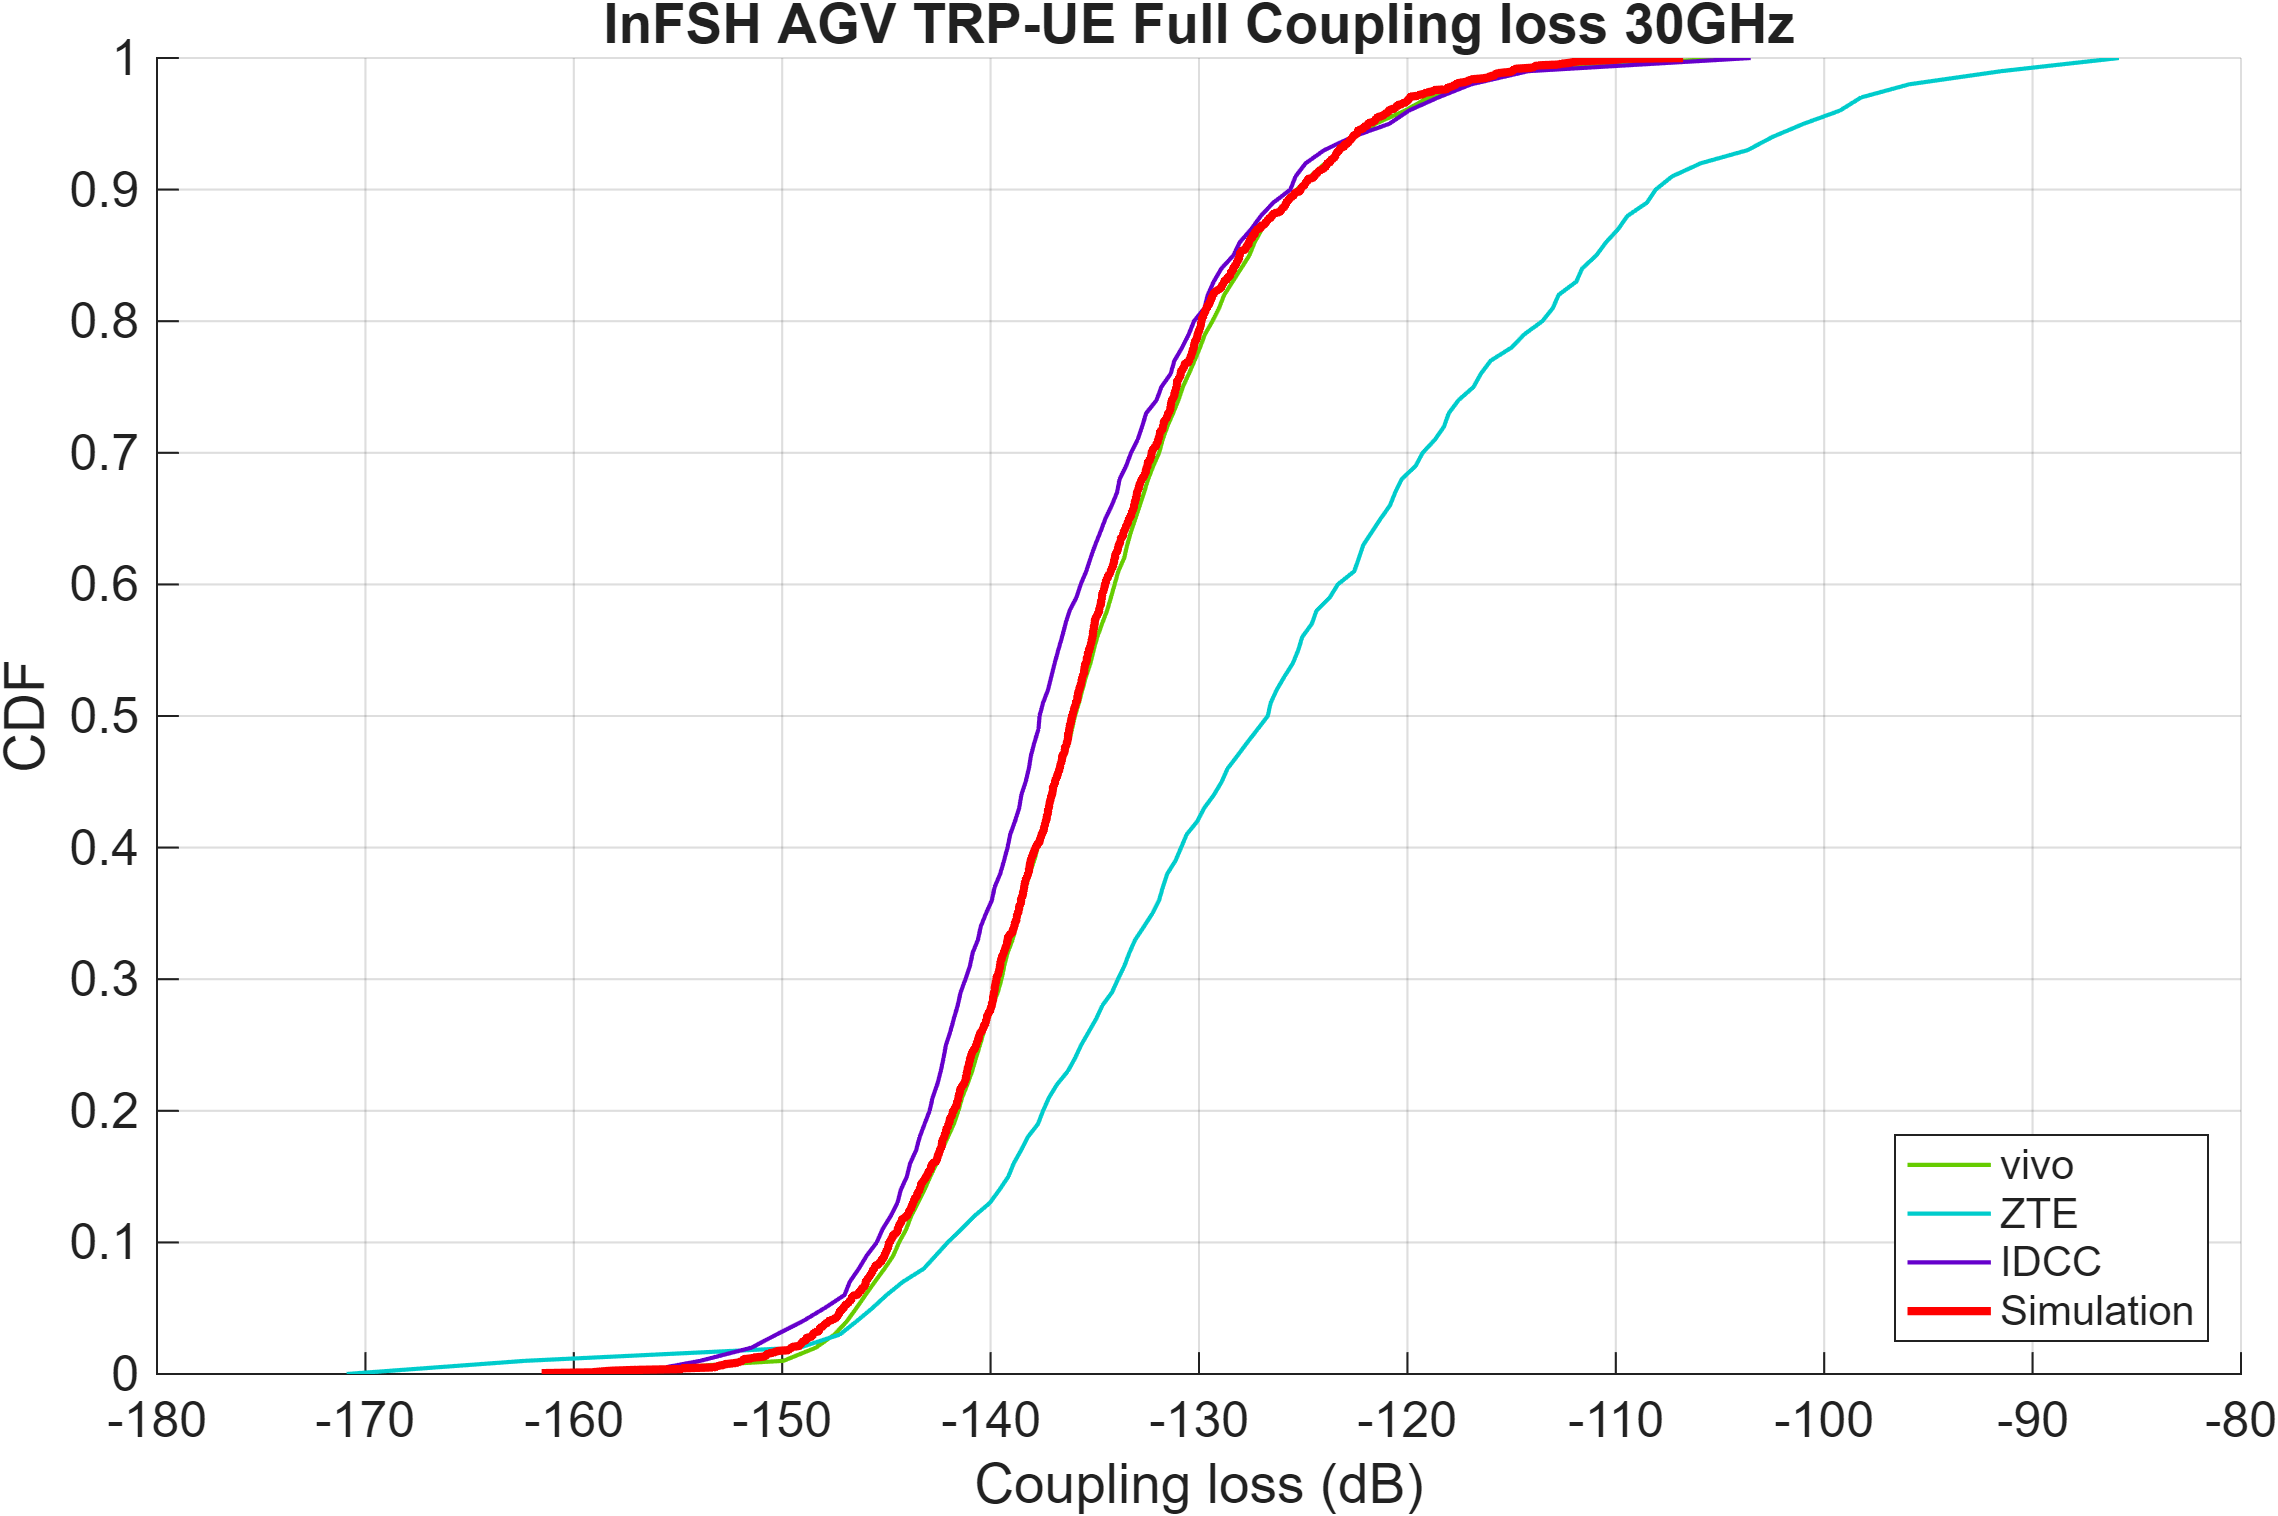 InFSH AGV TRP-UE Full Coupling loss 30GHz
1
0.9
0.8
0.7
0.6
0.5
0.4
0.3
0.2
0.1
0
CDF
vivo
ZTE
IDCC
Simulation
-180 -170 -160 -150 -140 -130 -120 -110 -100 -90 -80
Coupling loss (dB)